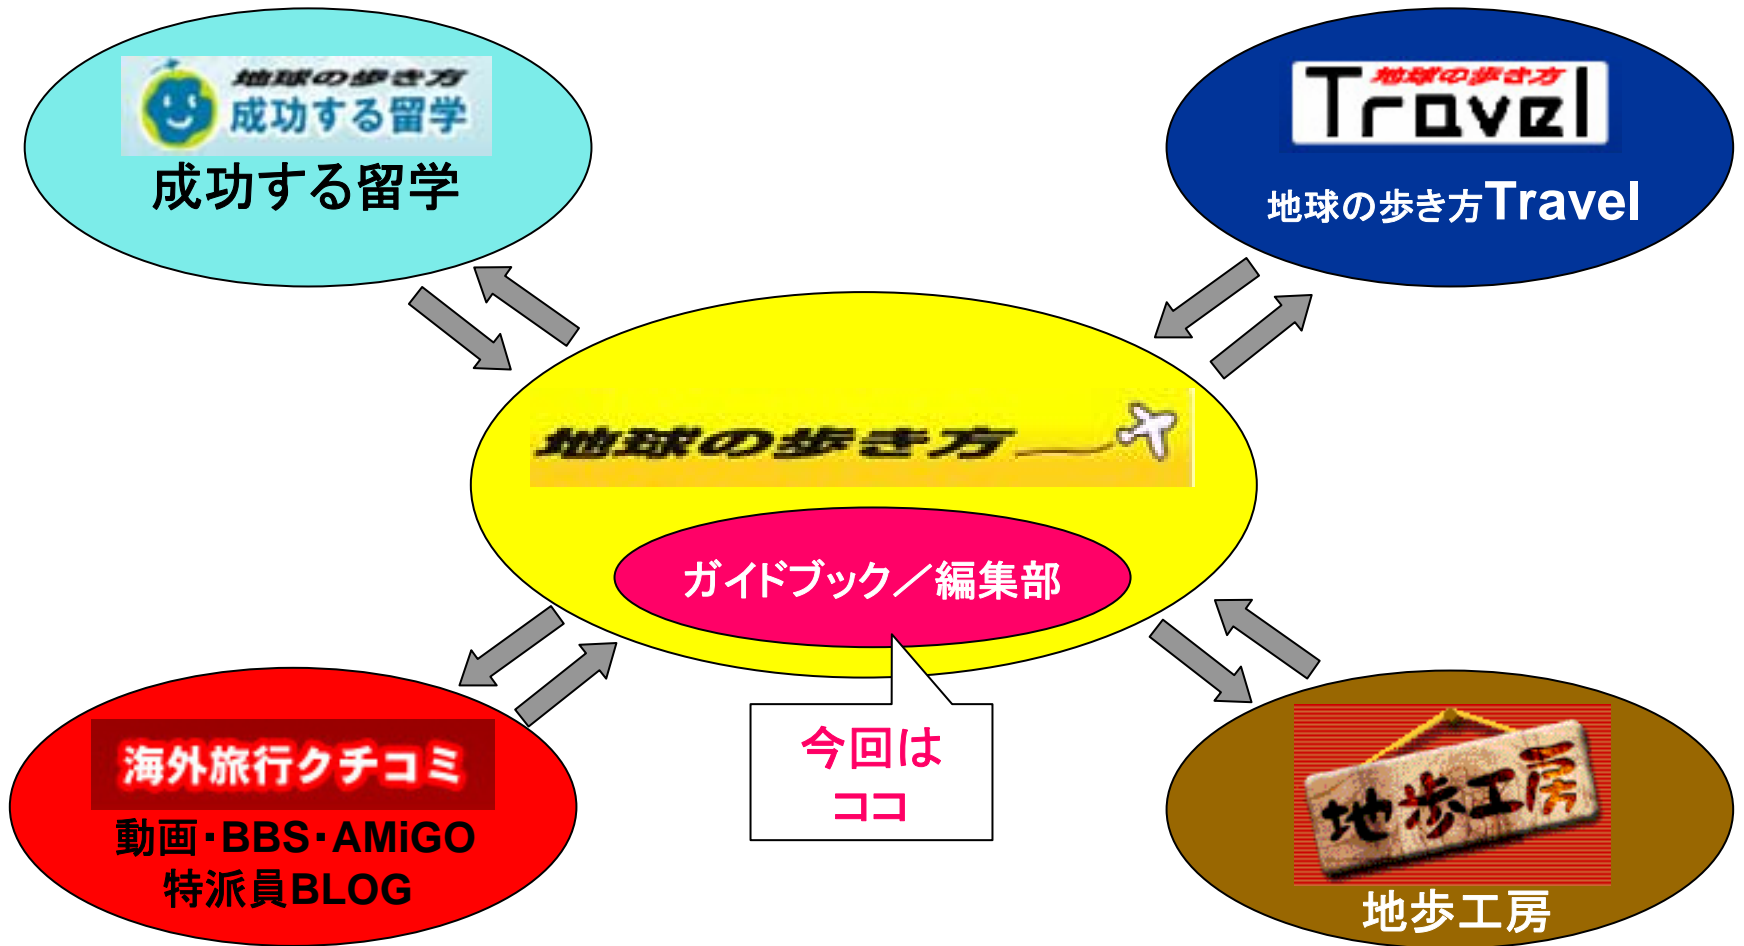 地球の歩き方
成功する留学
成功する留学
地球の歩き方
Travel
地球の歩き方Travel
地球の歩き方
ガイドブック／編集部
今回は
ココ
海外旅行クチコミ
動画・BBS・AMiGO
特派員BLOG
地歩工房
地歩工房